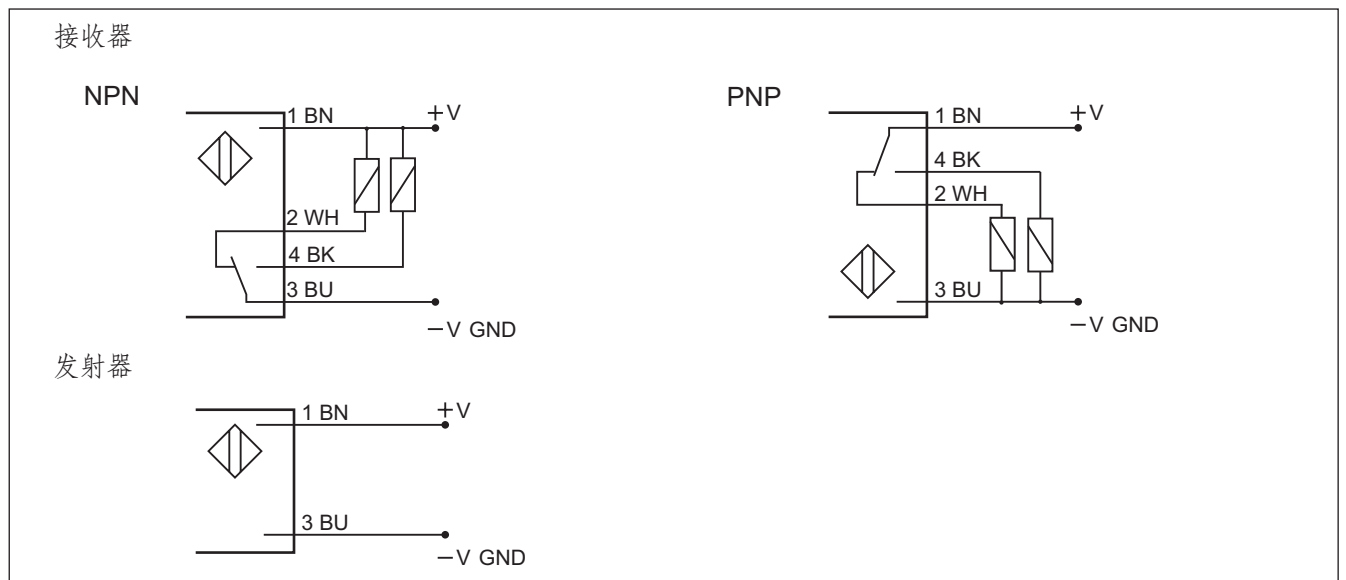 接收器
NPN
1 BN
+V
2 WH
4 BK
3 BU
−V GND
PNP
1 BN
+V
4 BK
2 WH
3 BU
−V GND
发射器
1 BN
+V
3 BU
−V GND